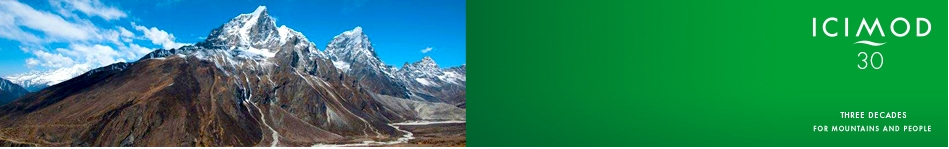 ICIMOD
30
THREE DECADES
FOR MOUNTAINS AND PEOPLE